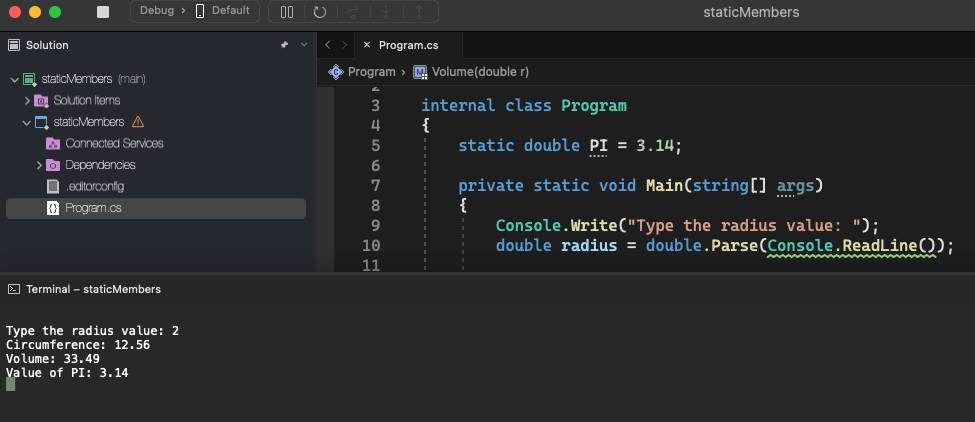 Debug > Default
staticMembers
Solution
Program.cs
staticMembers (main)
Solution Items
staticMembers
Connected Services
Dependencies
.editorconfig
Program.cs
Program > Volume(double r)
2
3 internal class Program
4 {
5 static double PI = 3.14;
6
7 private static void Main(string[] args)
8 {
9 Console.Write("Type the radius value: ");
10 double radius = double.Parse(Console.ReadLine());
11
Terminal – staticMembers
Type the radius value: 2
Circumference: 12.56
Volume: 33.49
Value of PI: 3.14